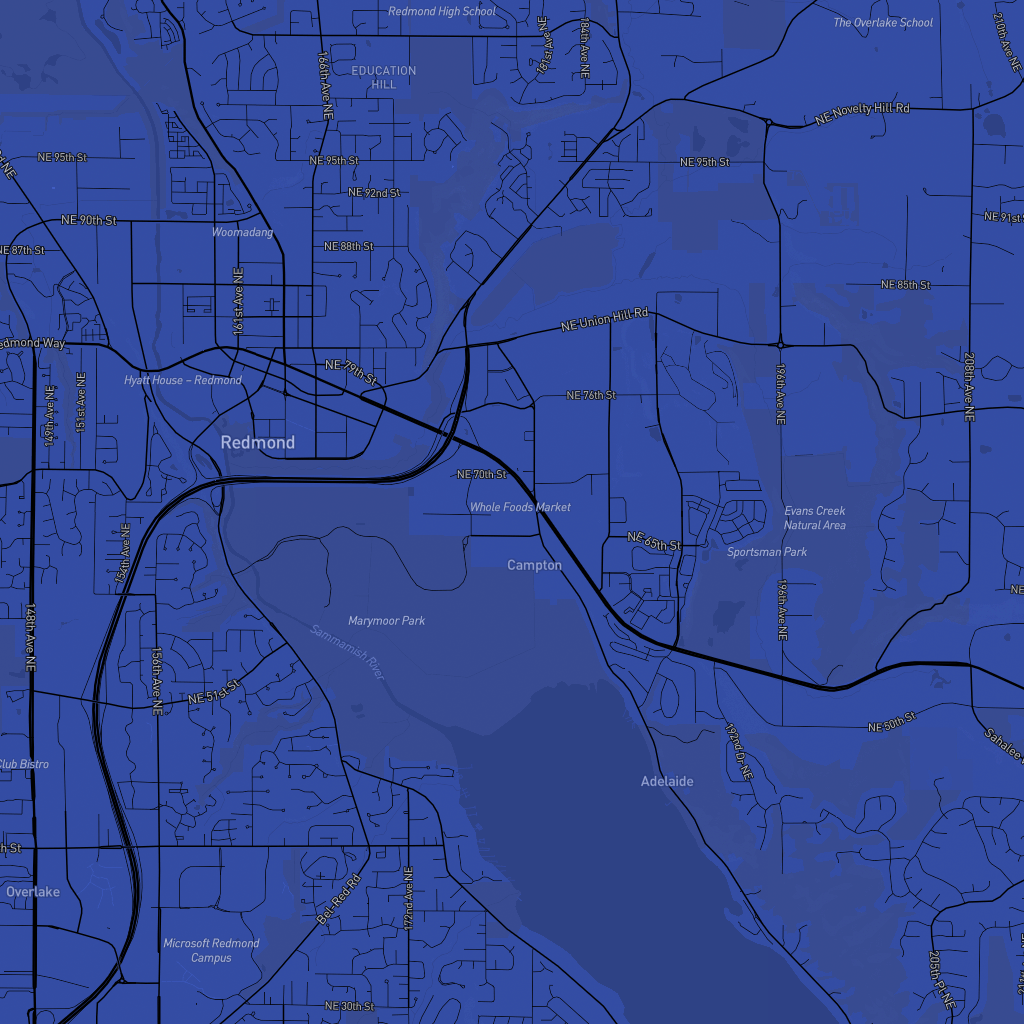 Redmond High School
The Overlake School
181st Ave NE
184th Ave NE
210th Ave NE
166th Ave NE
EDUCATION
HILL
NE Novelty Hill Rd
NE 95th St
NE 95th St
NE 95th St
NE 92nd St
NE 90th St
NE 91st S
Woomadang
NE 87th St
NE 88th St
NE 85th St
161st Ave NE
NE Union Hill Rd
edmond Way
NE 79th St
Hyatt House – Redmond
149th Ave NE
151st Ave NE
NE 76th St
196th Ave NE
208th Ave NE
Redmond
NE 70th St
Whole Foods Market
Evans Creek
Natural Area
154th Ave NE
NE 65th St
Sportsman Park
Campton
NE
148th Ave NE
196th Ave NE
Marymoor Park
Sammamish River
156th Ave NE
NE 51st St
NE 50th St
192nd Dr NE
Sahalee
Club Bistro
Adelaide
h St
Overlake
Bel-Red Rd
172nd Ave NE
Microsoft Redmond
Campus
205th Pl NE
NE 30th St